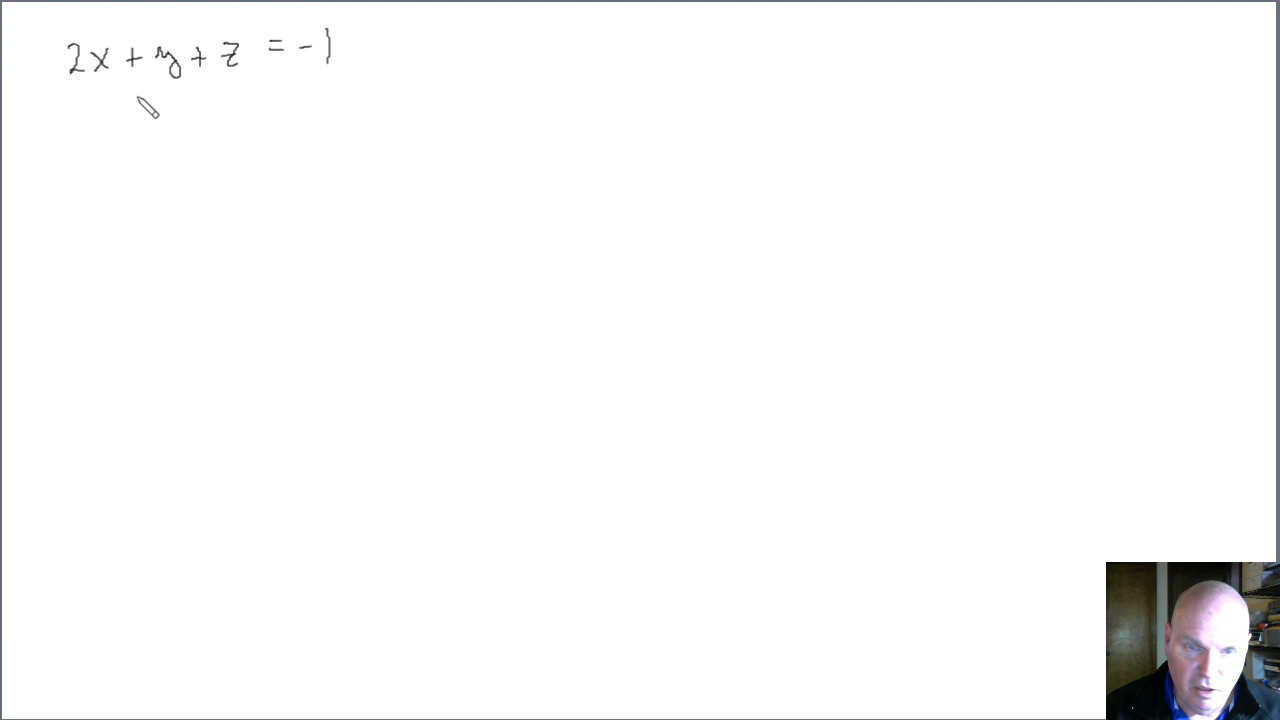 2x + y + z = -1